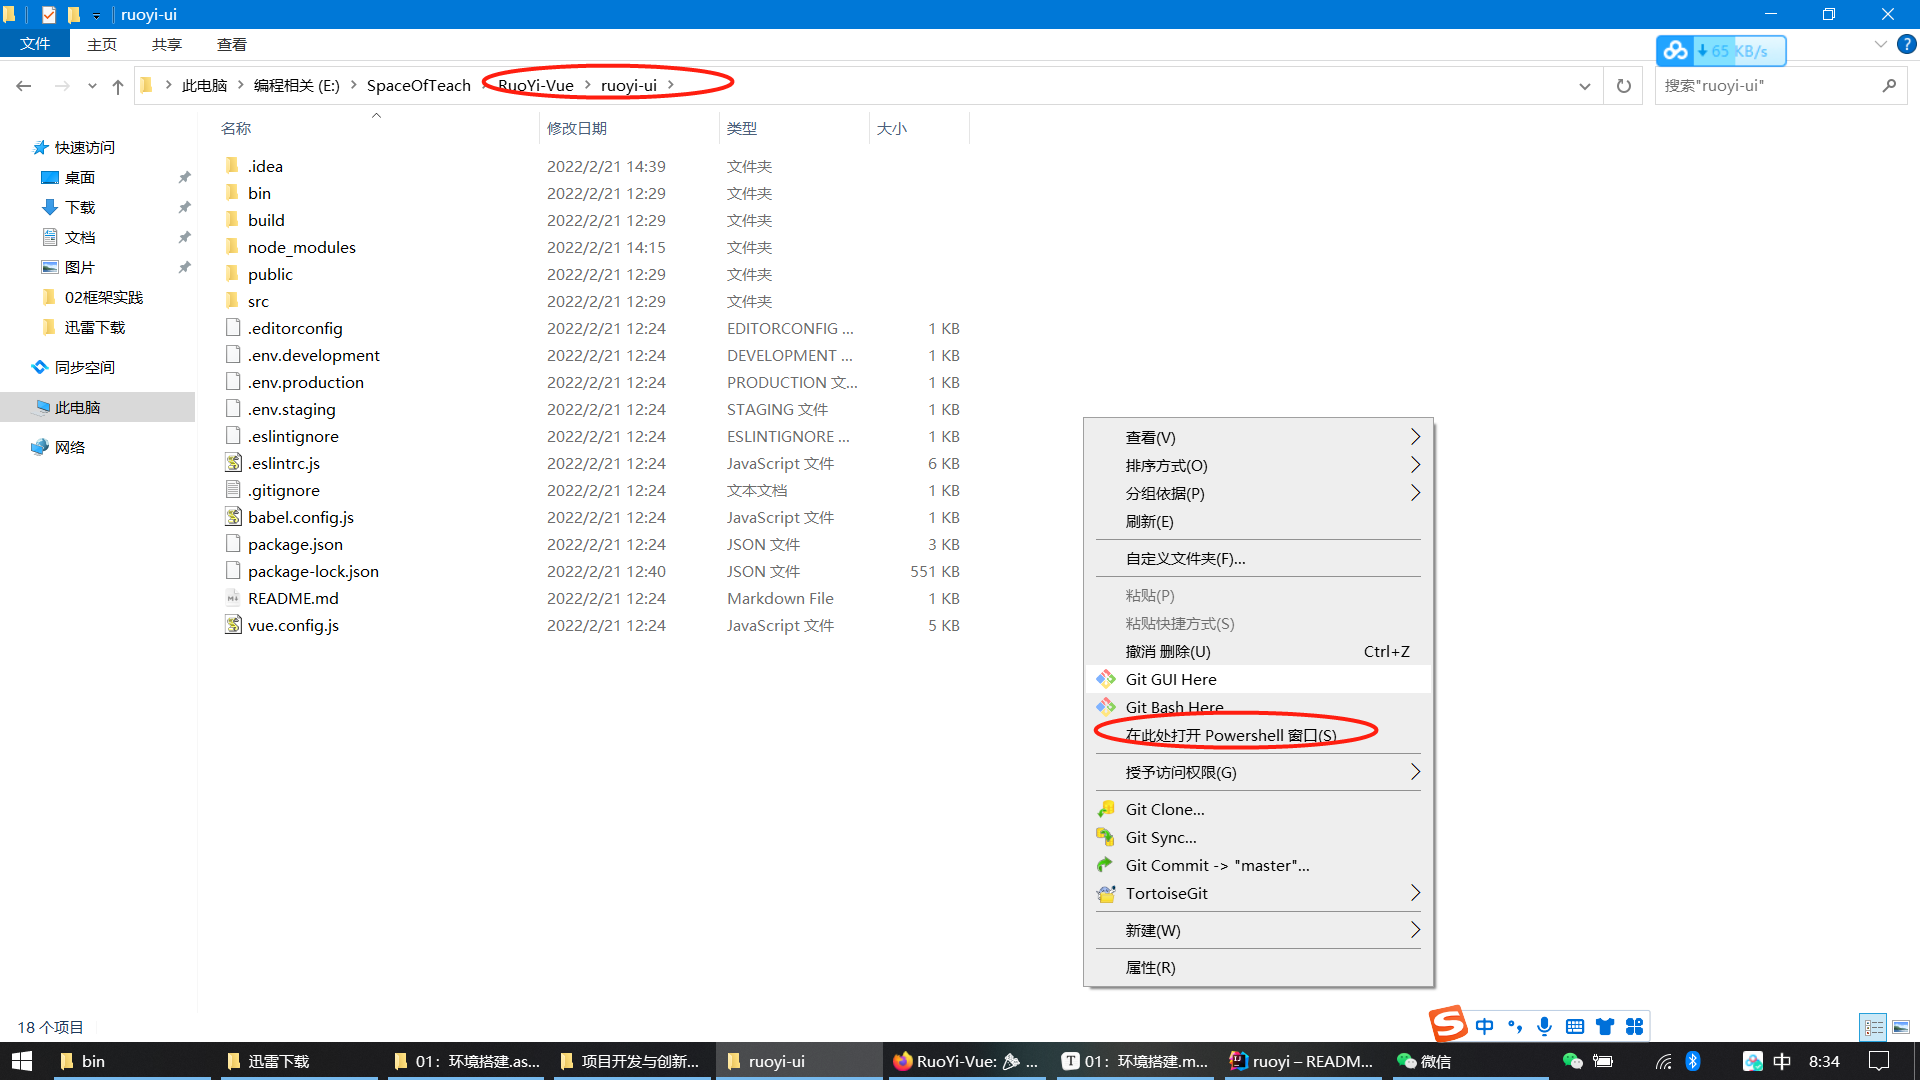 ruoyi-ui
文件 主页 共享 查看
65 KB/s
此电脑 编程相关 (E:) SpaceOfTeach RuoYi-Vue ruoyi-ui
搜索"ruoyi-ui"
名称 修改日期 类型 大小
快速访问
桌面
下载
文档
图片
02框架实践
迅雷下载
同步空间
此电脑
网络
.idea 2022/2/21 14:39 文件夹
bin 2022/2/21 12:29 文件夹
build 2022/2/21 12:29 文件夹
node_modules 2022/2/21 14:15 文件夹
public 2022/2/21 12:29 文件夹
src 2022/2/21 12:29 文件夹
.editorconfig 2022/2/21 12:24 EDITORCONFIG ... 1 KB
.env.development 2022/2/21 12:24 DEVELOPMENT ... 1 KB
.env.production 2022/2/21 12:24 PRODUCTION 文... 1 KB
.env.staging 2022/2/21 12:24 STAGING 文件 1 KB
.eslintignore 2022/2/21 12:24 ESLINTIGNORE ... 1 KB
.eslintrc.js 2022/2/21 12:24 JavaScript 文件 6 KB
.gitignore 2022/2/21 12:24 文本文档 1 KB
babel.config.js 2022/2/21 12:24 JavaScript 文件 1 KB
package.json 2022/2/21 12:24 JSON 文件 3 KB
package-lock.json 2022/2/21 12:40 JSON 文件 551 KB
README.md 2022/2/21 12:24 Markdown File 1 KB
vue.config.js 2022/2/21 12:24 JavaScript 文件 5 KB
查看(V)
排序方式(O)
分组依据(P)
刷新(E)
自定义文件夹(F)...
粘贴(P)
粘贴快捷方式(S)
撤消 删除(U) Ctrl+Z
Git GUI Here
Git Bash Here
在此处打开 Powershell 窗口(S)
授予访问权限(G)
Git Clone...
Git Sync...
Git Commit -> "master"...
TortoiseGit
新建(W)
属性(R)
18 个项目
中
bin 迅雷下载 01：环境搭建.as... 项目开发与创新... ruoyi-ui RuoYi-Vue: ... 01：环境搭建.m... ruoyi – READM... 微信 中 8:34